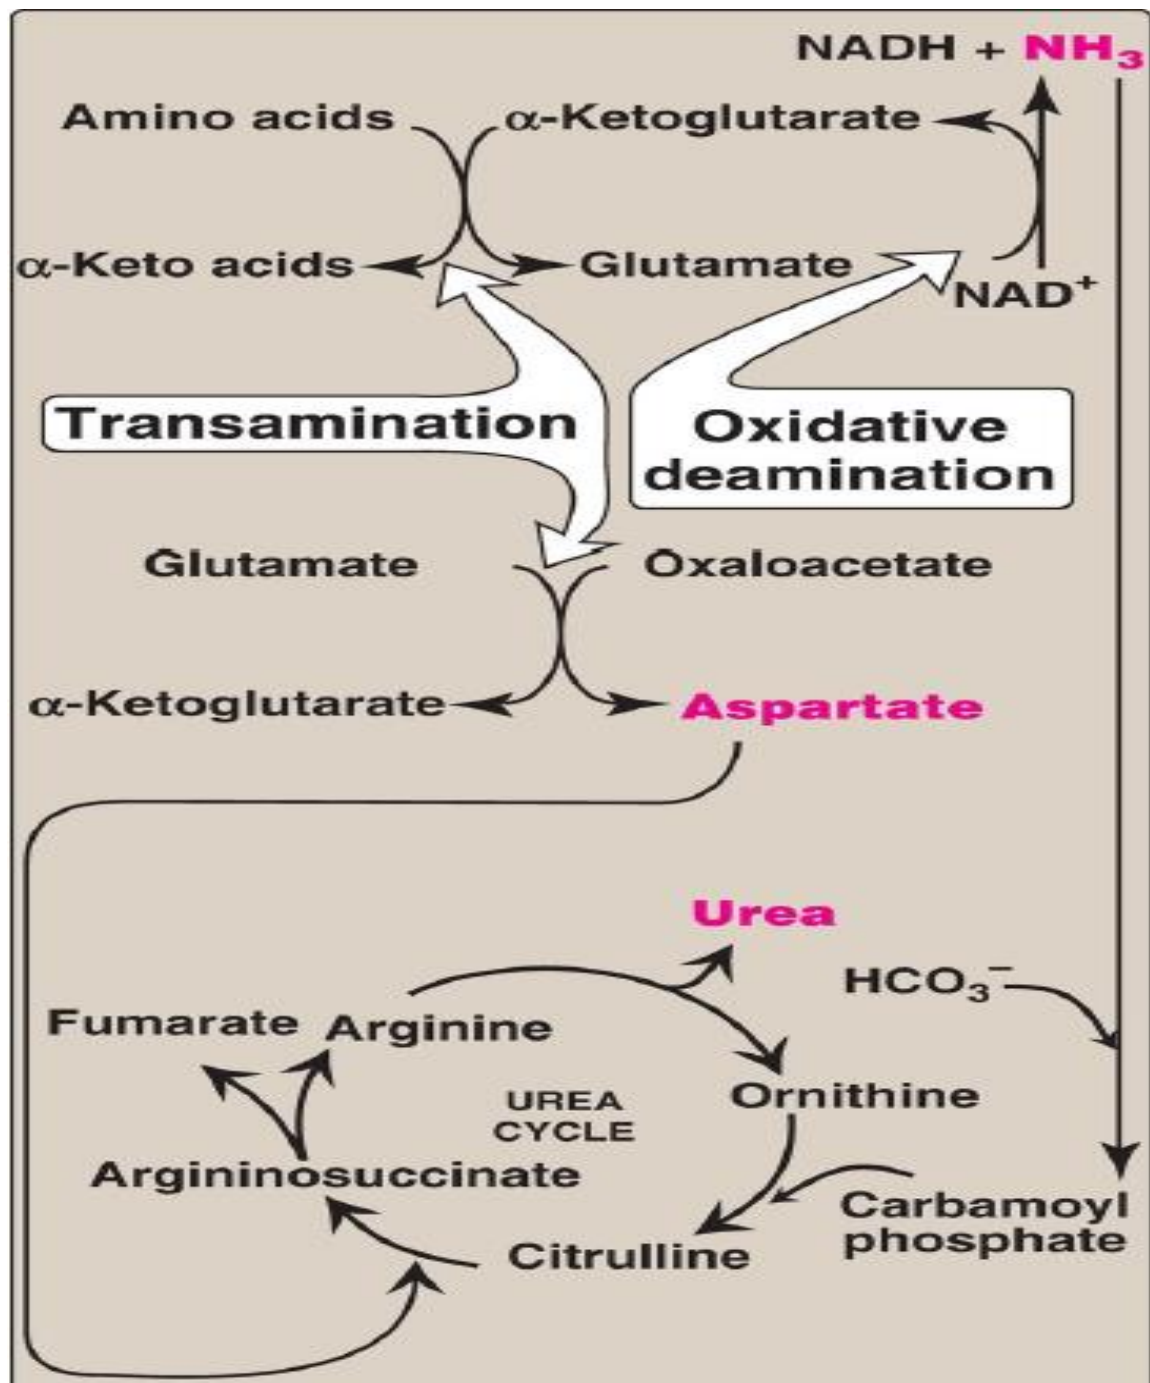 NADH + NH₃
Amino acids
α-Ketoglutarate
α-Keto acids
Glutamate
NAD⁺
Transamination
Oxidative
deamination
Glutamate
Oxaloacetate
α-Ketoglutarate
Aspartate
Urea
HCO₃⁻
Fumarate
Arginine
Ornithine
UREA
CYCLE
Argininosuccinate
Carbamoyl
phosphate
Citrulline